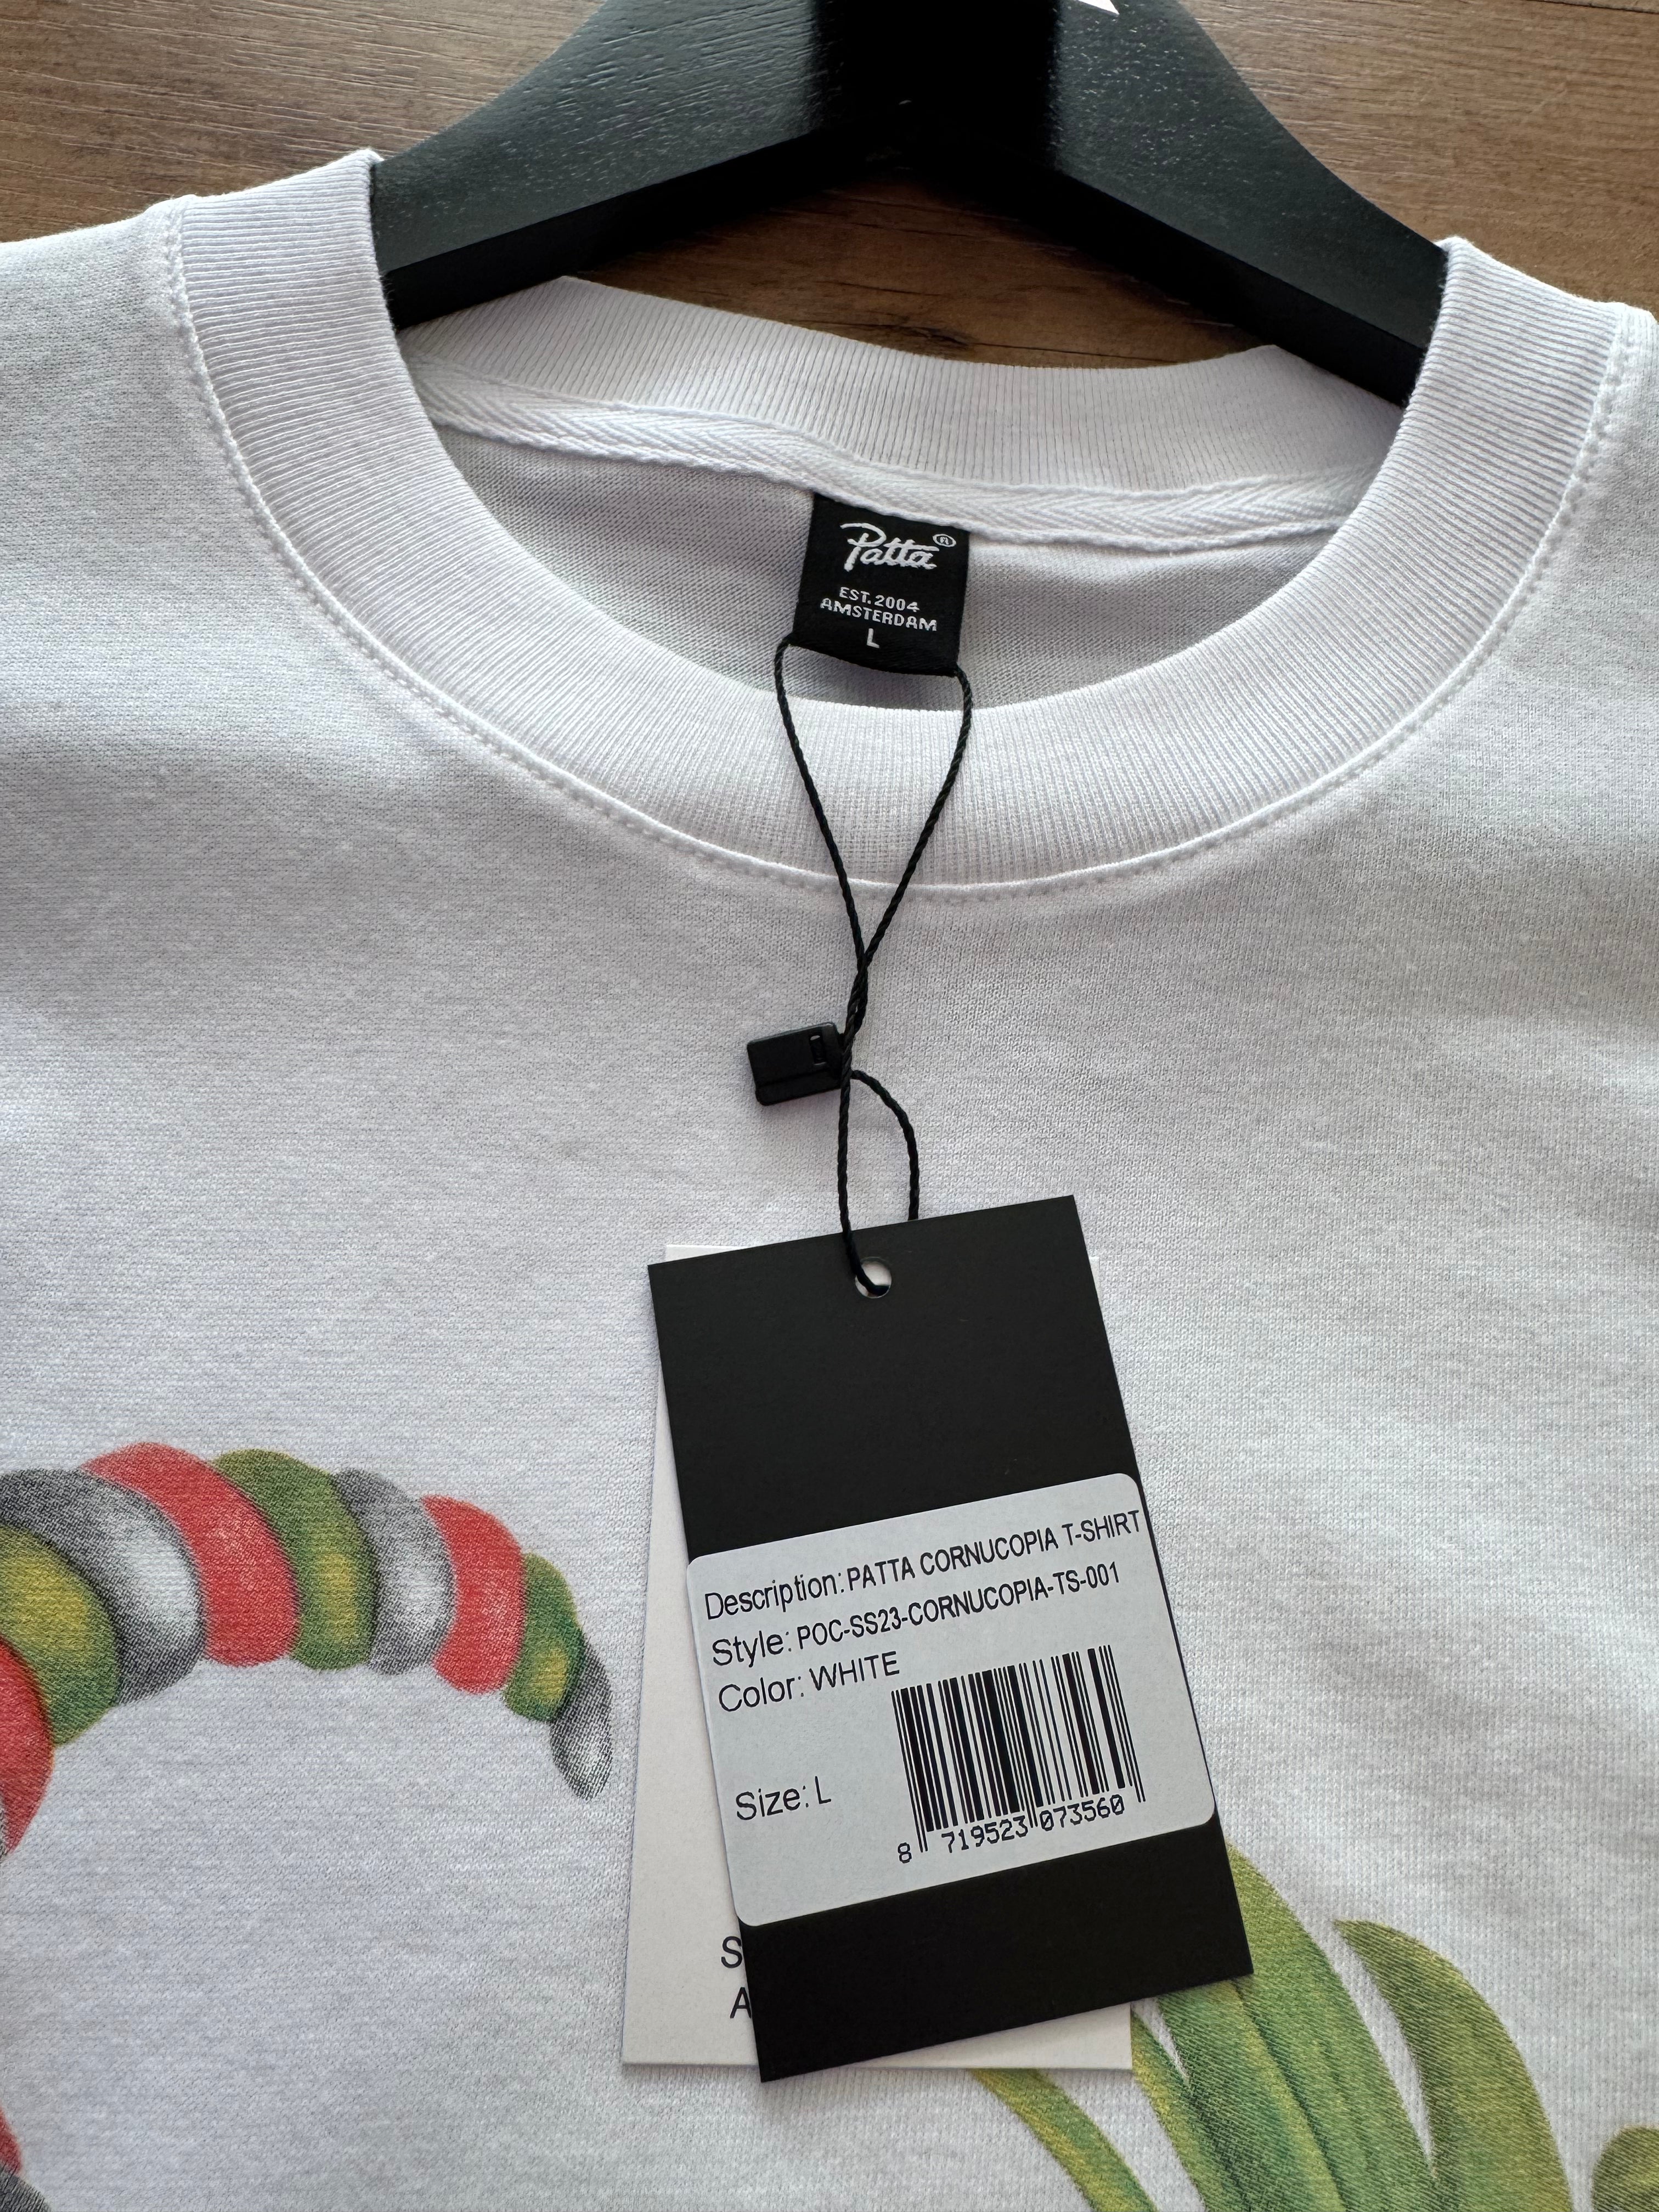 Patta®
EST. 2004
AMSTERDAM
L
Description: PATTA CORNUCOPIA T-SHIRT
Style: POC-SS23-CORNUCOPIA-TS-001
Color: WHITE
Size: L
8 719523 073560
S
A